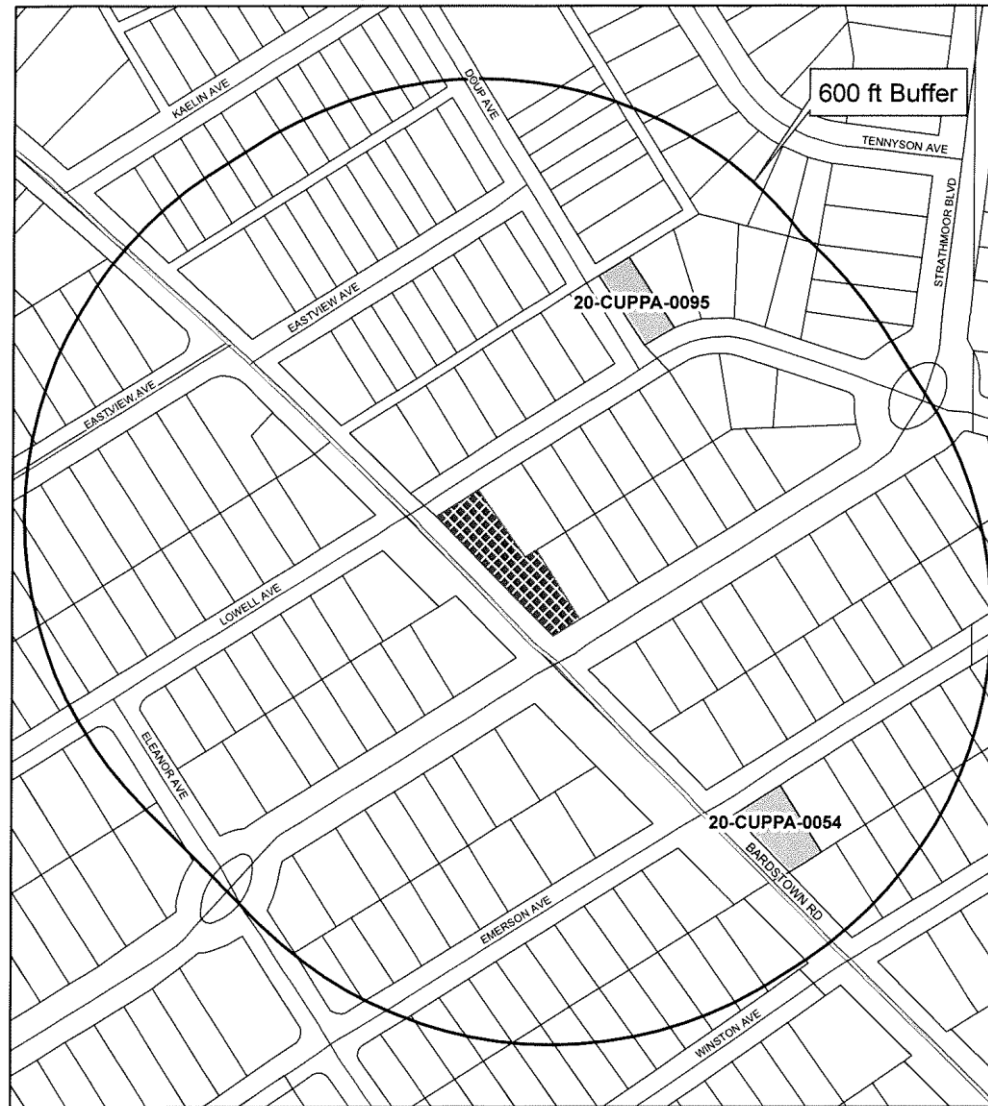 KAELIN AVE
DOUP AVE
600 ft Buffer
TENNYSON AVE
STRATHMOOR BLVD
20-CUPPA-0095
EASTVIEW AVE
EASTVIEW AVE
LOWELL AVE
ELEANOR AVE
20-CUPPA-0054
BARDSTOWN RD
EMERSON AVE
WINSTON AVE